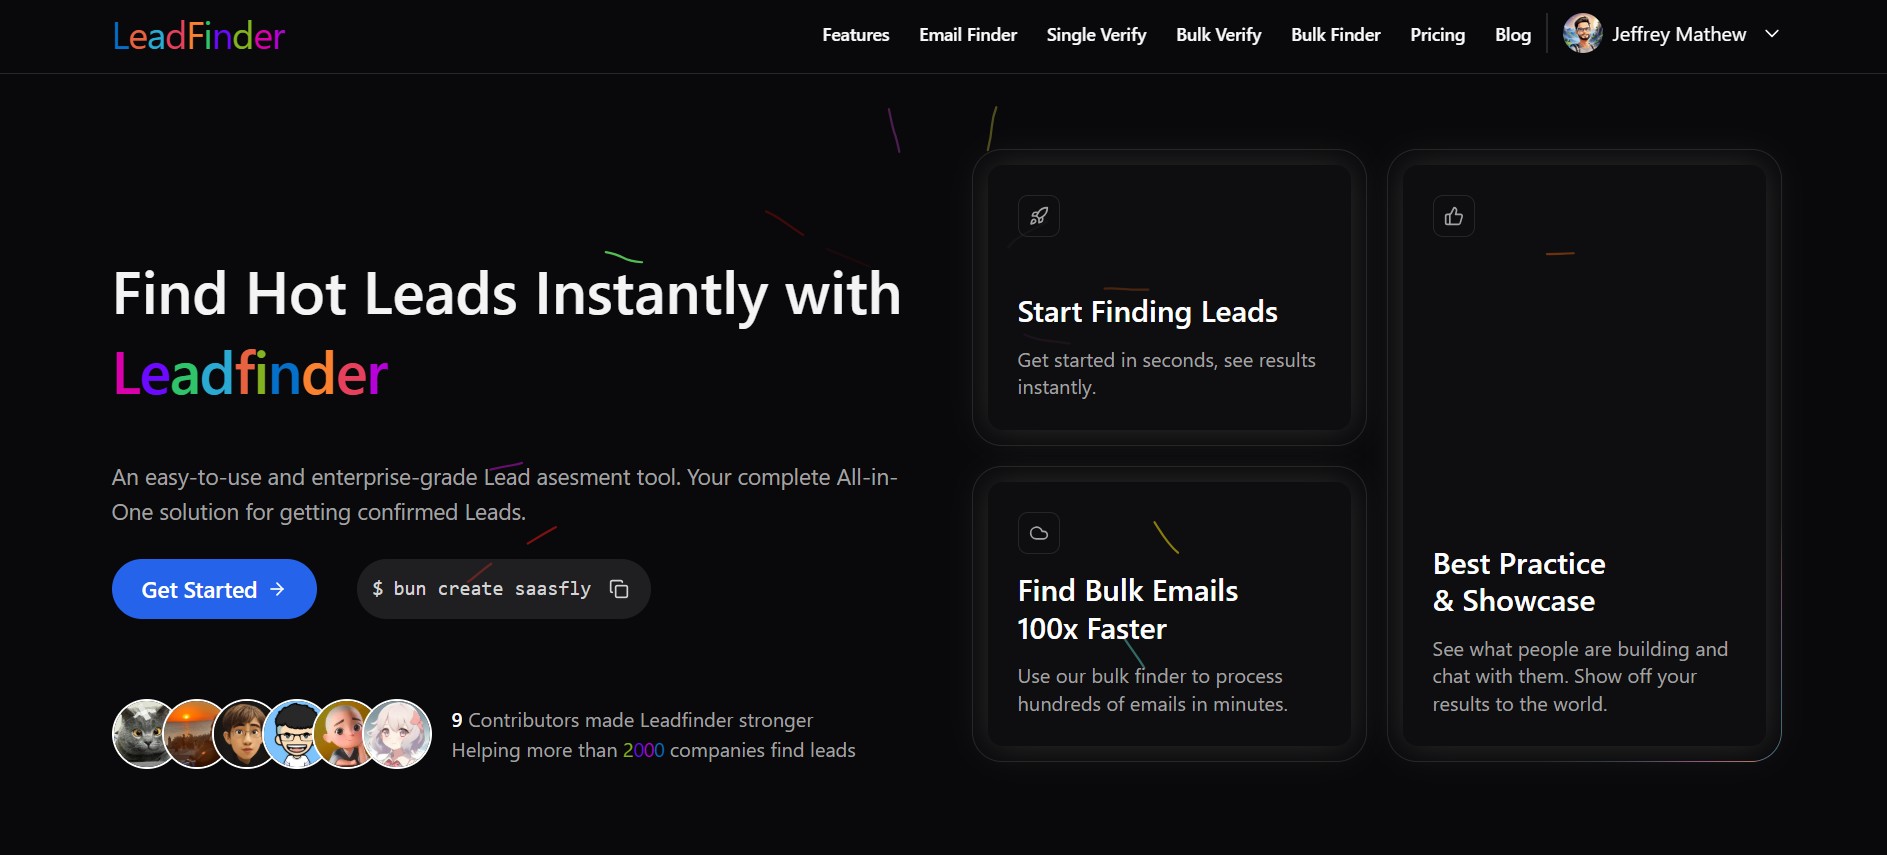 LeadFinder
Features Email Finder Single Verify Bulk Verify Bulk Finder Pricing Blog Jeffrey Mathew
Find Hot Leads Instantly with
Leadfinder
An easy-to-use and enterprise-grade Lead asesment tool. Your complete All-in-
One solution for getting confirmed Leads.
Get Started
$ bun create saasfly
9 Contributors made Leadfinder stronger
Helping more than 2000 companies find leads
Start Finding Leads
Get started in seconds, see results
instantly.
Find Bulk Emails
100x Faster
Use our bulk finder to process
hundreds of emails in minutes.
Best Practice
& Showcase
See what people are building and
chat with them. Show off your
results to the world.